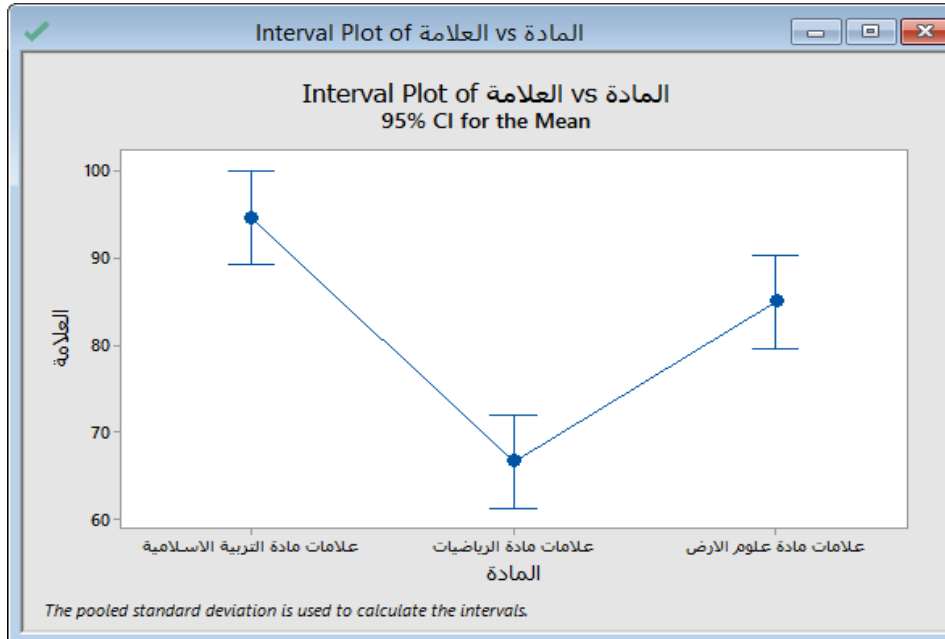 Interval Plot of العلامة vs المادة
Interval Plot of العلامة vs المادة
95% CI for the Mean
العلامة
100
90
80
70
60
علامات مادة التربية الاسلامية
علامات مادة الرياضيات
علامات مادة علوم الارض
المادة
The pooled standard deviation is used to calculate the intervals.